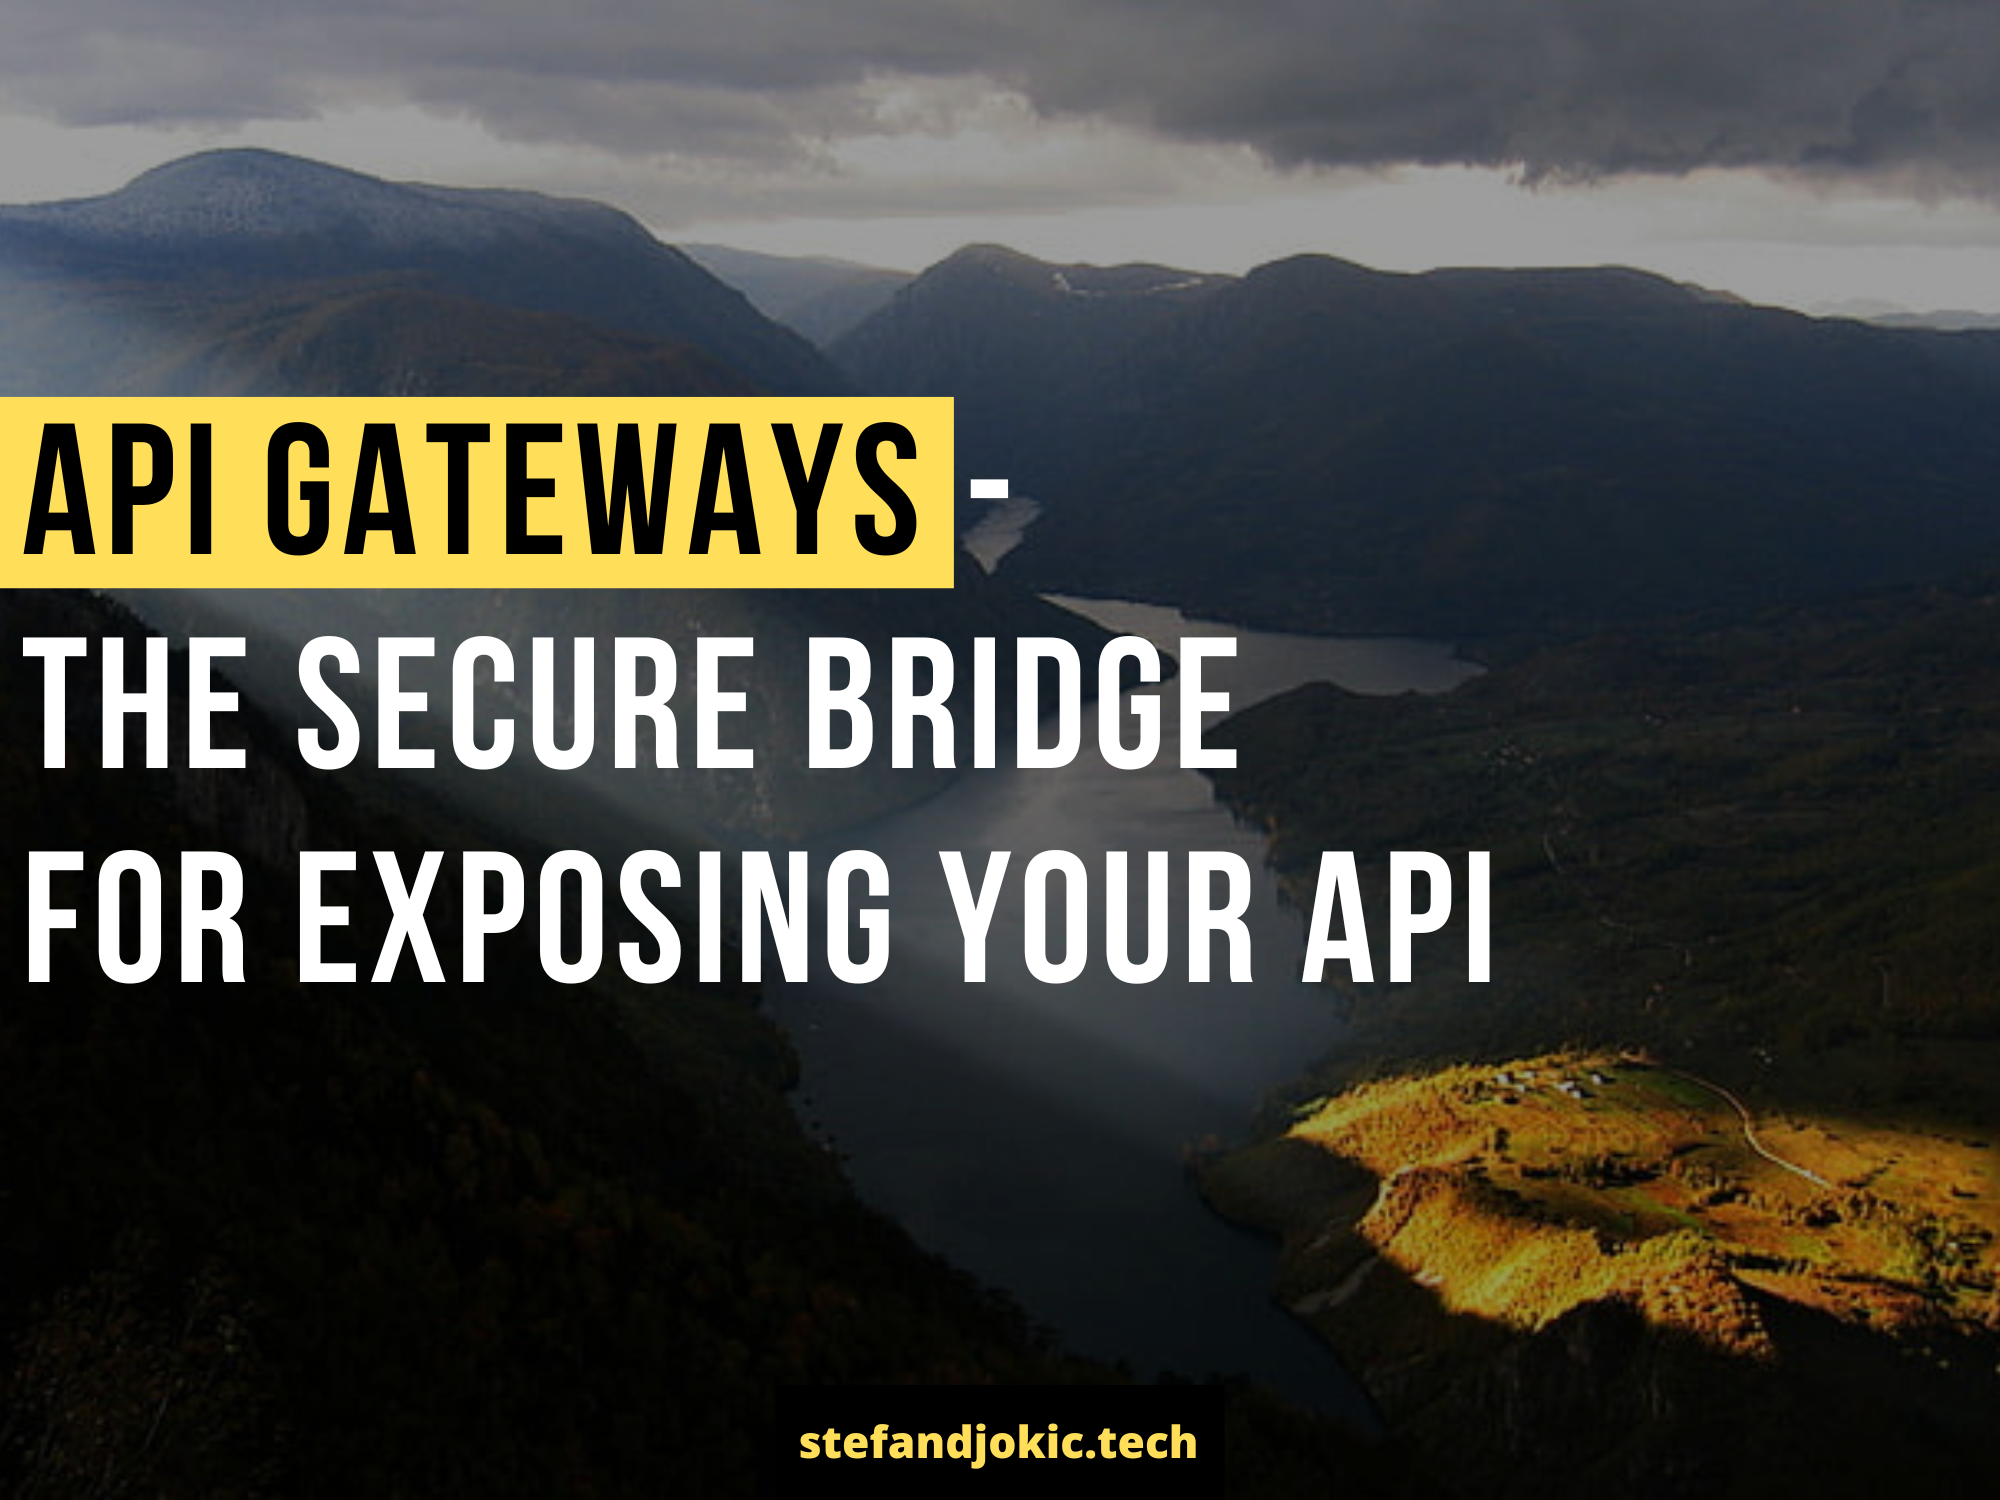 API GATEWAYS -
THE SECURE BRIDGE
FOR EXPOSING YOUR API
stefandjokic.tech